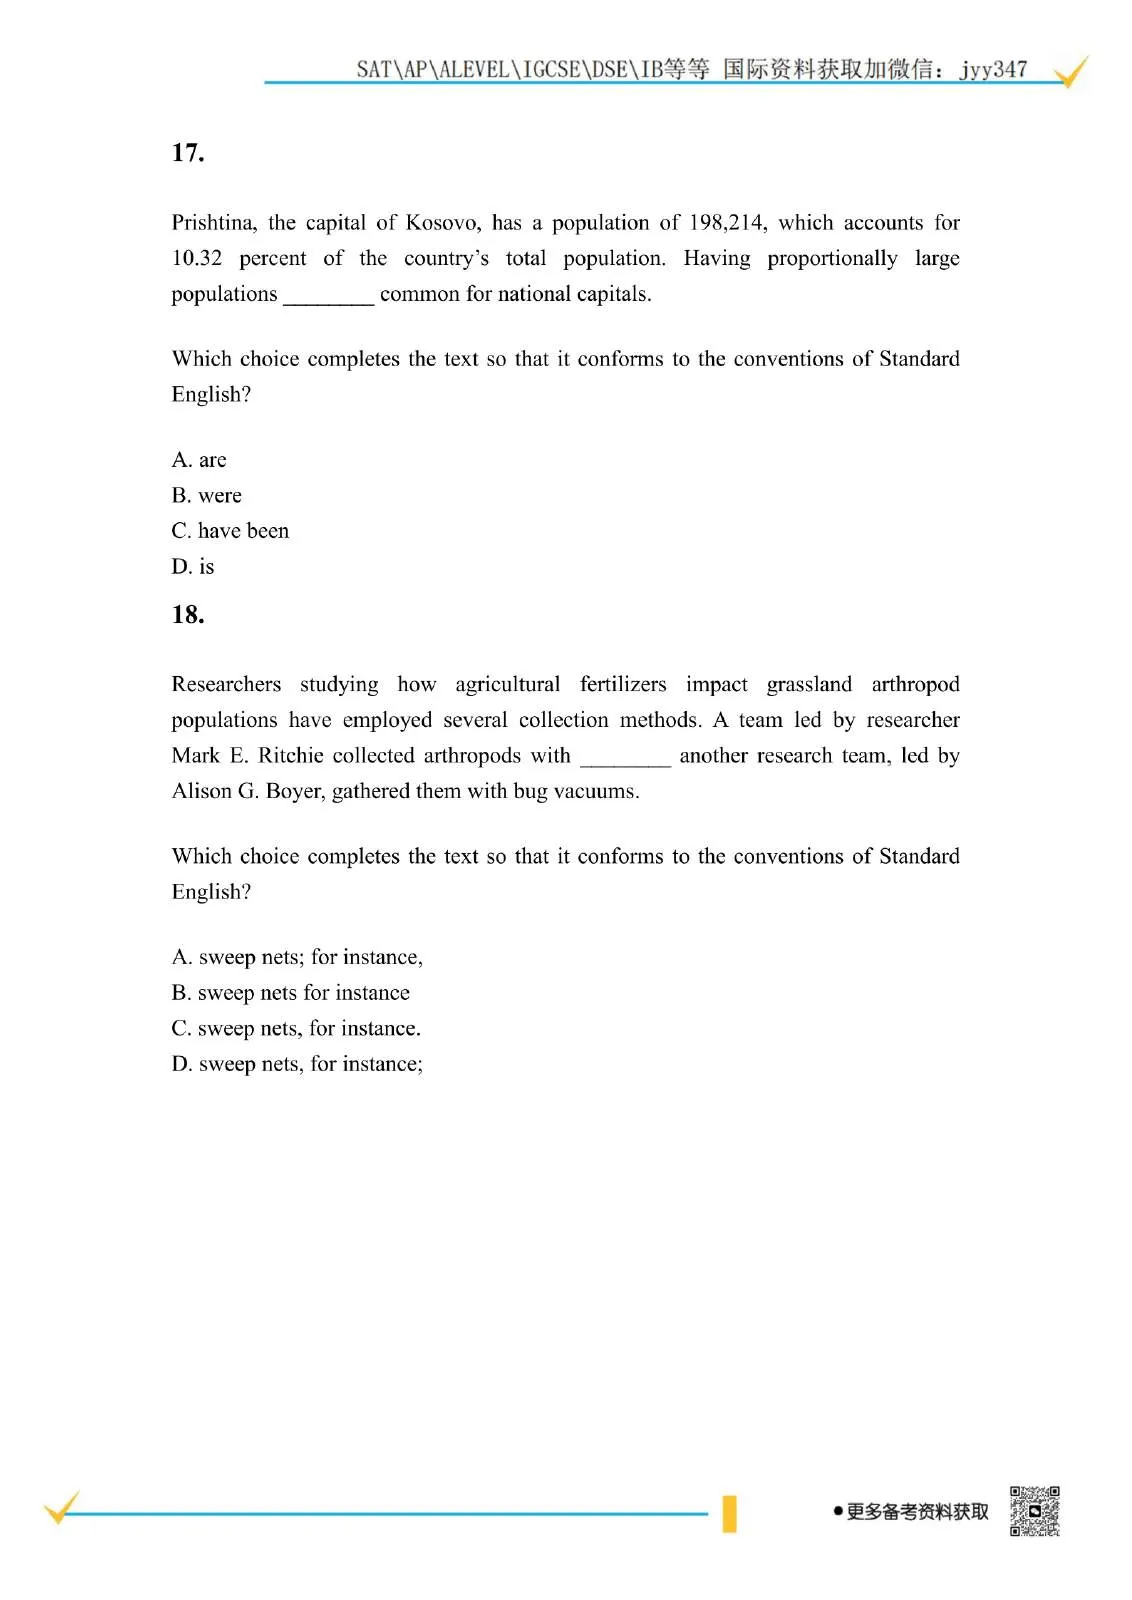 SAT\AP\ALEVEL\IGCSE\DSE\IB等等 国际资料获取加微信：jyy347
17.
Prishtina, the capital of Kosovo, has a population of 198,214, which accounts for
10.32 percent of the country’s total population. Having proportionally large
populations ________ common for national capitals.
Which choice completes the text so that it conforms to the conventions of Standard
English?
A. are
B. were
C. have been
D. is
18.
Researchers studying how agricultural fertilizers impact grassland arthropod
populations have employed several collection methods. A team led by researcher
Mark E. Ritchie collected arthropods with ________ another research team, led by
Alison G. Boyer, gathered them with bug vacuums.
Which choice completes the text so that it conforms to the conventions of Standard
English?
A. sweep nets; for instance,
B. sweep nets for instance
C. sweep nets, for instance.
D. sweep nets, for instance;
●更多备考资料获取